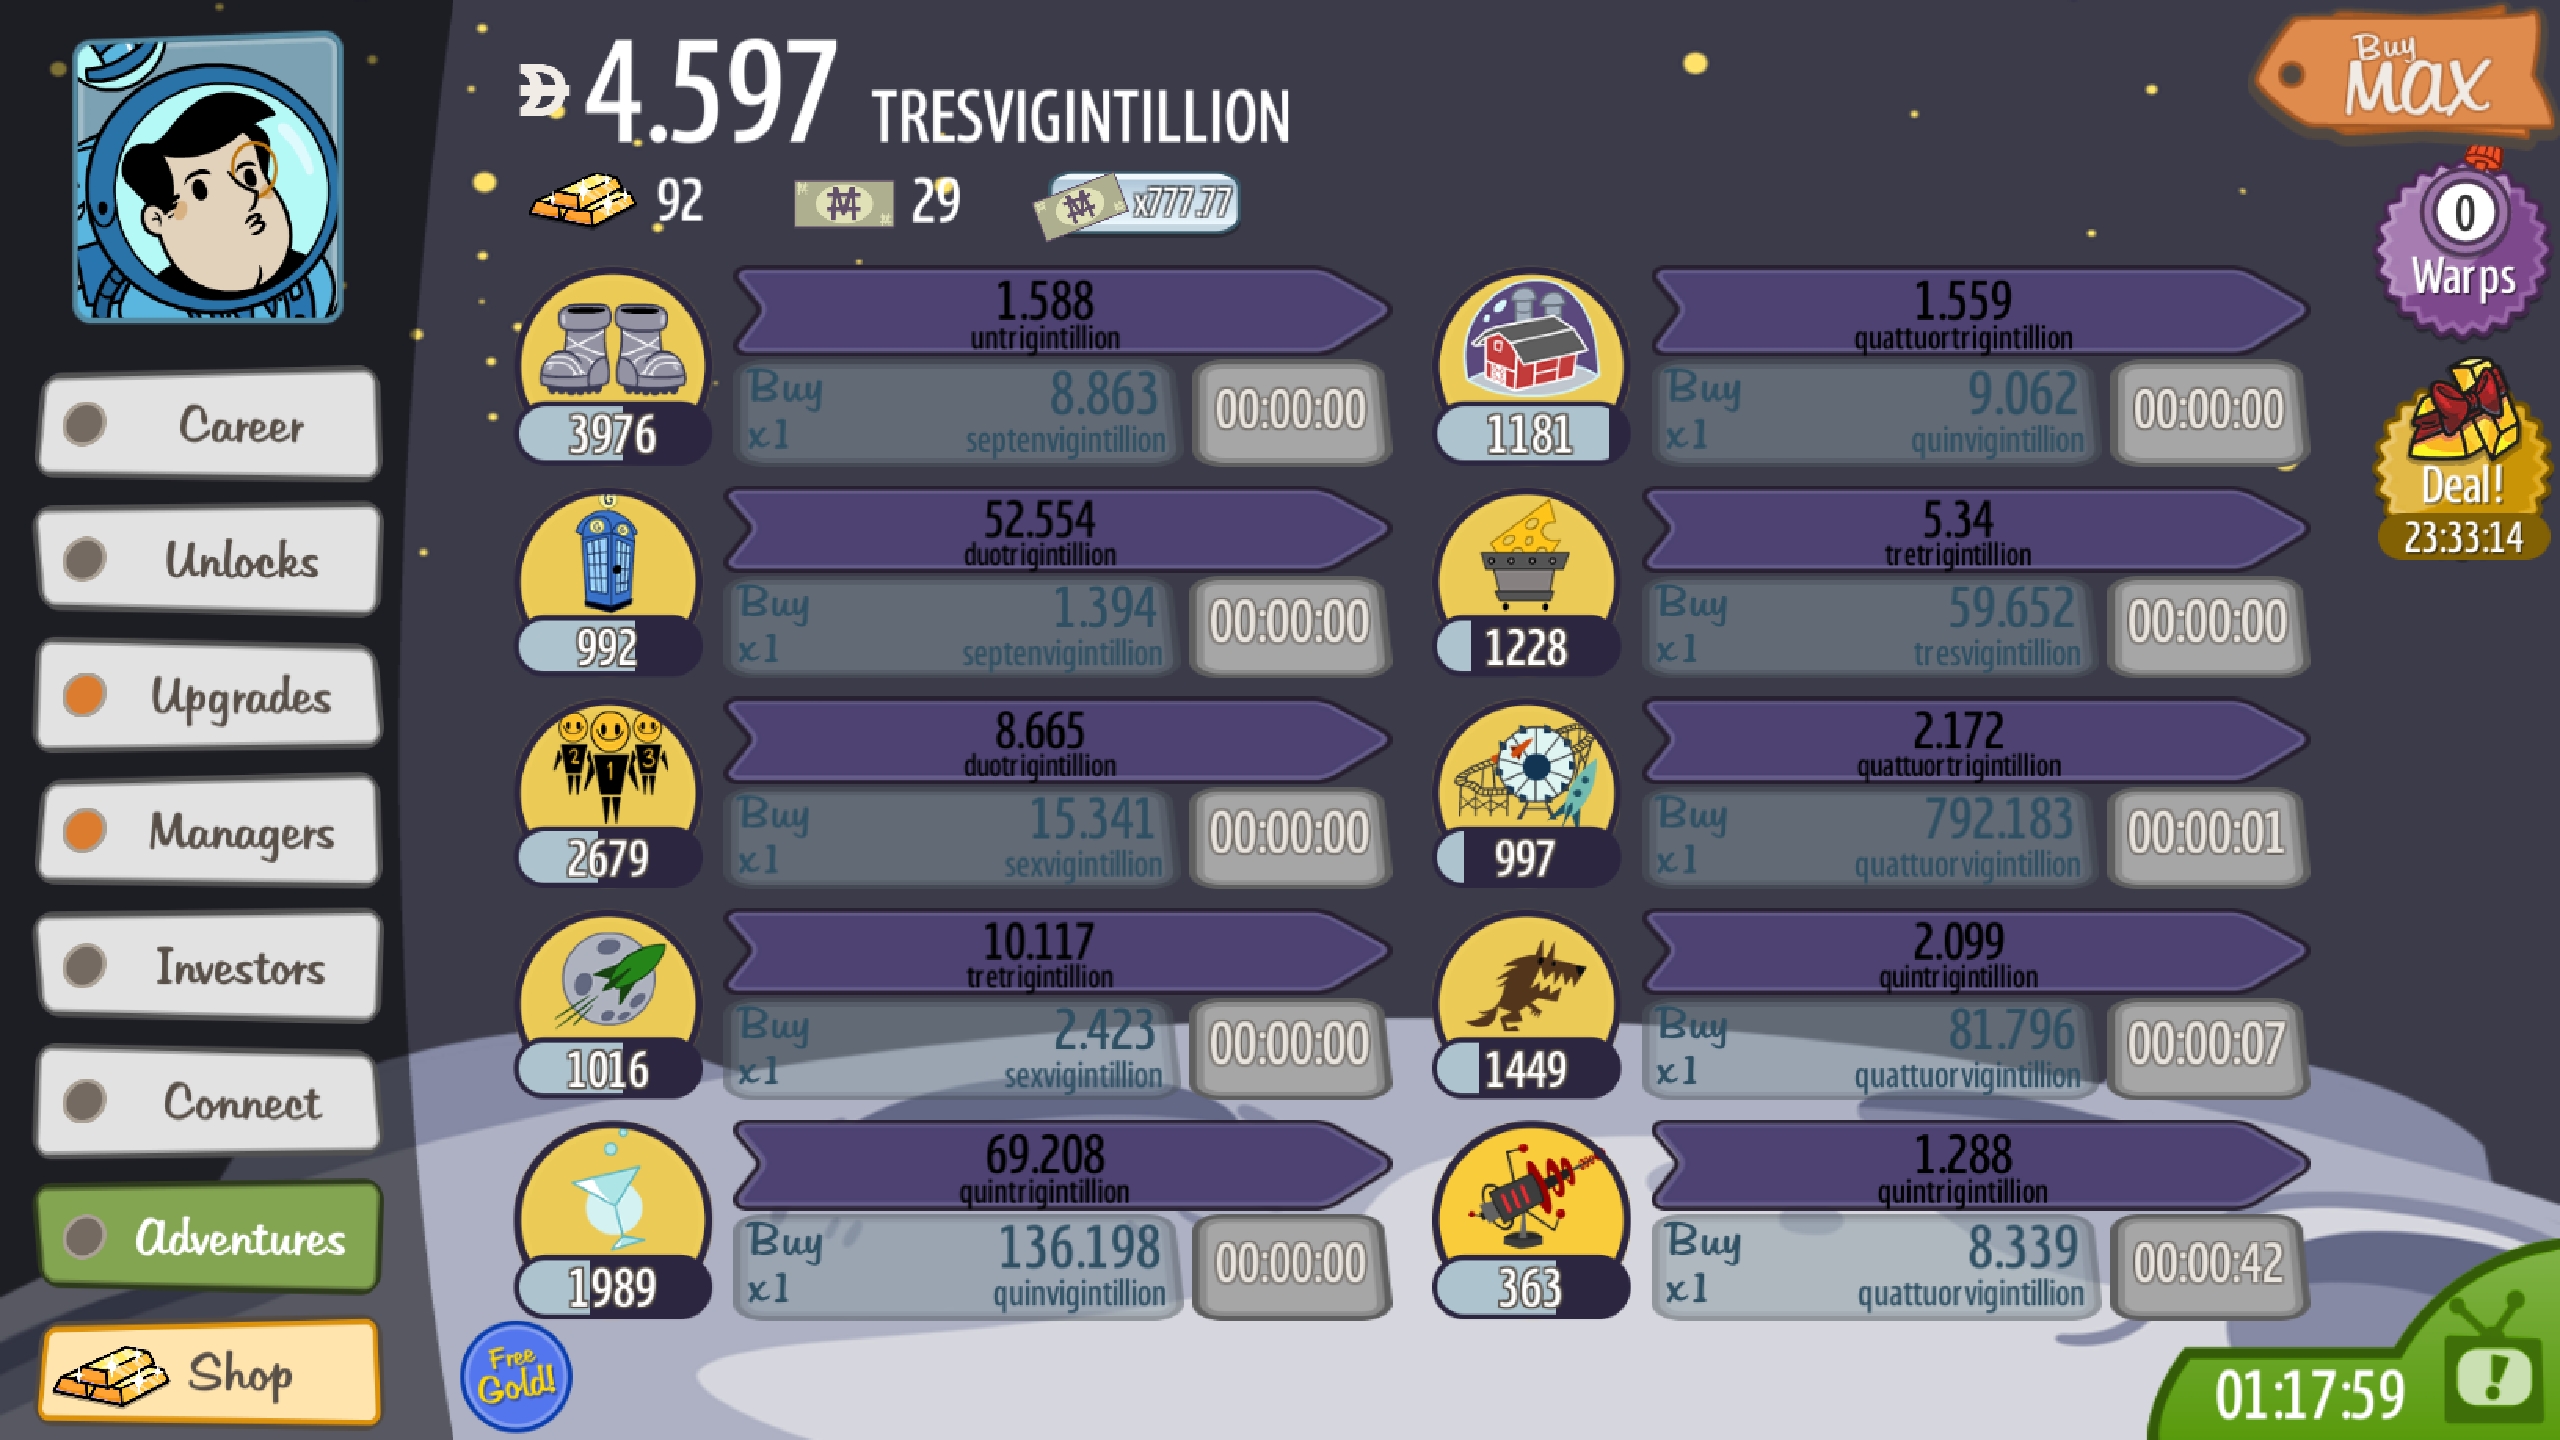 4.597 TRESVIGINTILLION
92
29
x777.77
Buy
MAX
0
Warps
Deal!
23:33:14
Career
Unlocks
Upgrades
Managers
Investors
Connect
Adventures
Shop
1.588
untrigintillion
3976
Buy
x1
8.863
septenvigintillion
00:00:00
G
52.554
duotrigintillion
992
Buy
x1
1.394
septenvigintillion
00:00:00
2 1 3
8.665
duotrigintillion
2679
Buy
x1
15.341
sexvigintillion
00:00:00
10.117
tretrigintillion
1016
Buy
x1
2.423
sexvigintillion
00:00:00
69.208
quintrigintillion
1989
Buy
x1
136.198
quinvigintillion
00:00:00
1.559
quattuortrigintillion
1181
Buy
x1
9.062
quinvigintillion
00:00:00
5.34
tretrigintillion
1228
Buy
x1
59.652
tresvigintillion
00:00:00
2.172
quattuortrigintillion
997
Buy
x1
792.183
quattuorvigintillion
00:00:01
2.099
quintrigintillion
1449
Buy
x1
81.796
quattuorvigintillion
00:00:07
1.288
quintrigintillion
363
Buy
x1
8.339
quattuorvigintillion
00:00:42
Free
Gold!
01:17:59
!